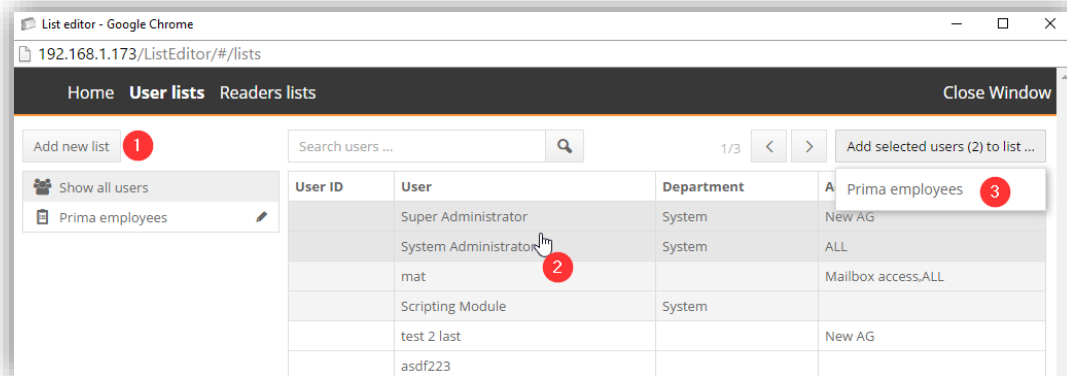 List editor - Google Chrome
192.168.1.173/ListEditor/#/lists
Home User lists Readers lists Close Window
Add new list 1 Search users ... 1/3 < > Add selected users (2) to list ...
Show all users
Prima employees
User ID User Department
Prima employees 3
Super Administrator System New AG
System Administrator System ALL
2
mat Mailbox access,ALL
Scripting Module System
test 2 last New AG
asdf223